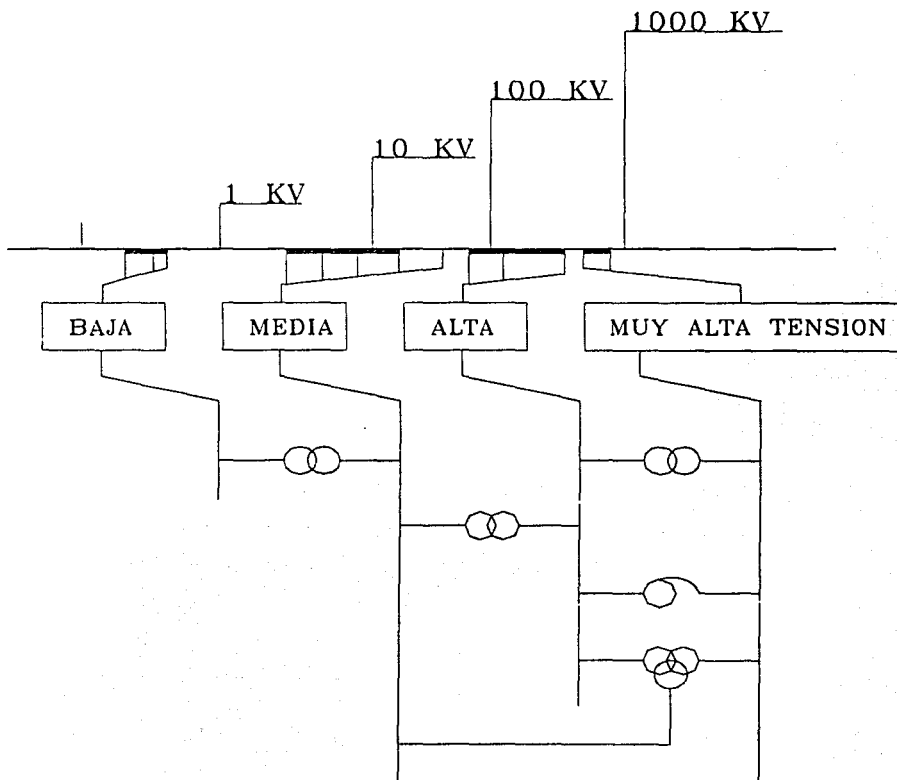 1000 KV
100 KV
10 KV
1 KV
BAJA
MEDIA
ALTA
MUY ALTA TENSION